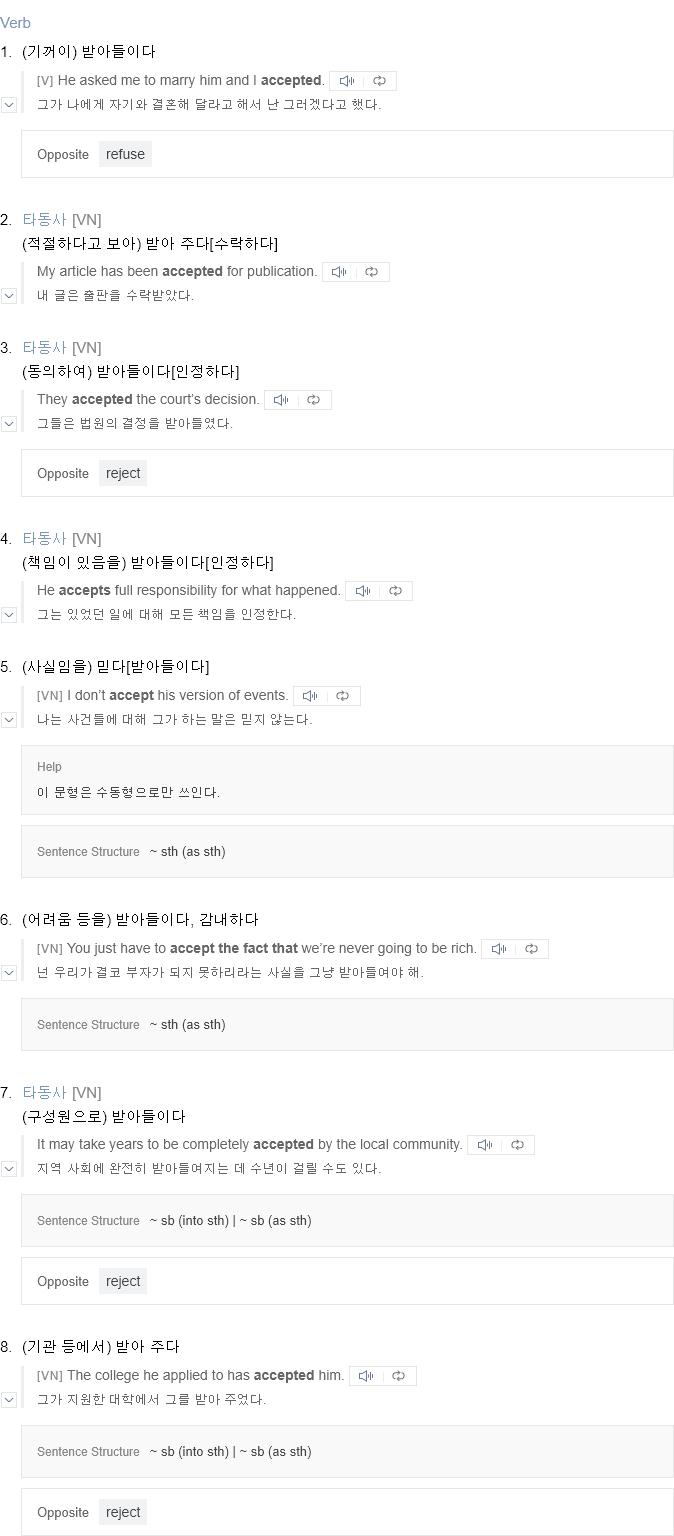 Verb
1. (기꺼이) 받아들이다
[V] He asked me to marry him and I accepted.
그가 나에게 자기와 결혼해 달라고 해서 난 그러겠다고 했다.
Opposite refuse
2. 타동사 [VN]
(적절하다고 보아) 받아 주다[수락하다]
My article has been accepted for publication.
내 글은 출판을 수락받았다.
3. 타동사 [VN]
(동의하여) 받아들이다[인정하다]
They accepted the court’s decision.
그들은 법원의 결정을 받아들였다.
Opposite reject
4. 타동사 [VN]
(책임이 있음을) 받아들이다[인정하다]
He accepts full responsibility for what happened.
그는 있었던 일에 대해 모든 책임을 인정한다.
5. (사실임을) 믿다[받아들이다]
[VN] I don’t accept his version of events.
나는 사건들에 대해 그가 하는 말은 믿지 않는다.
Help
이 문형은 수동형으로만 쓰인다.
Sentence Structure ~ sth (as sth)
6. (어려움 등을) 받아들이다, 감내하다
[VN] You just have to accept the fact that we’re never going to be rich.
넌 우리가 결코 부자가 되지 못하리라는 사실을 그냥 받아들여야 해.
Sentence Structure ~ sth (as sth)
7. 타동사 [VN]
(구성원으로) 받아들이다
It may take years to be completely accepted by the local community.
지역 사회에 완전히 받아들여지는 데 수년이 걸릴 수도 있다.
Sentence Structure ~ sb (into sth) | ~ sb (as sth)
Opposite reject
8. (기관 등에서) 받아 주다
[VN] The college he applied to has accepted him.
그가 지원한 대학에서 그를 받아 주었다.
Sentence Structure ~ sb (into sth) | ~ sb (as sth)
Opposite reject